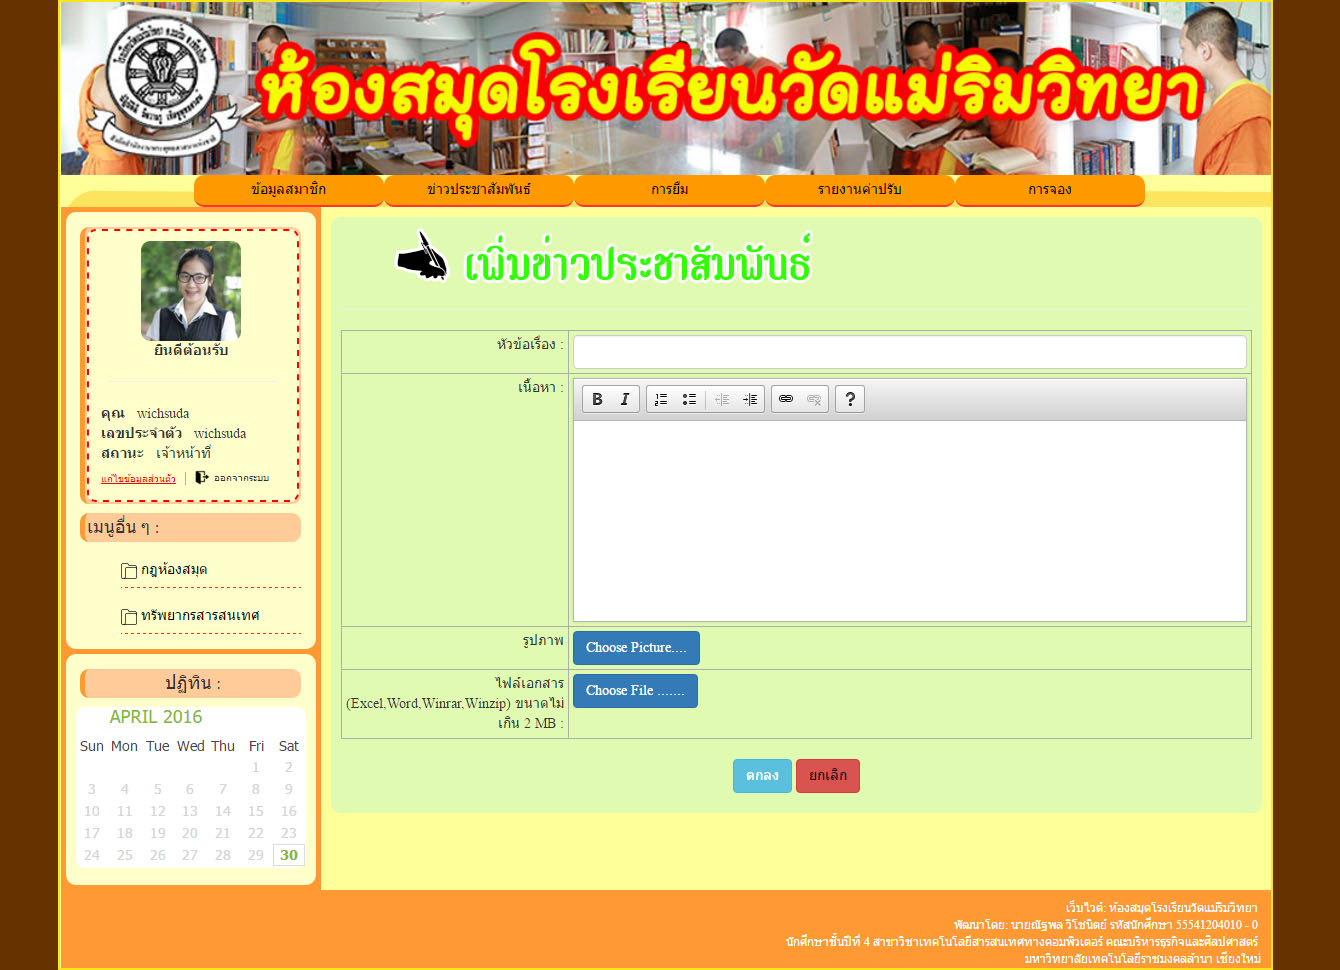 ห้องสมุดโรงเรียนวัดแม่ริมวิทยา
ข้อมูลสมาชิก
ข่าวประชาสัมพันธ์
การยืม
รายงานค่าปรับ
การจอง
ยินดีต้อนรับ
คุณ wichsuda
เลขประจำตัว wichsuda
สถานะ เจ้าหน้าที่
แก้ไขข้อมูลส่วนตัว | ออกจากระบบ
เมนูอื่น ๆ :
กฎห้องสมุด
ทรัพยากรสารสนเทศ
ปฏิทิน :
APRIL 2016
Sun Mon Tue Wed Thu Fri Sat
1 2
3 4 5 6 7 8 9
10 11 12 13 14 15 16
17 18 19 20 21 22 23
24 25 26 27 28 29 30
เพิ่มข่าวประชาสัมพันธ์
หัวข้อเรื่อง :
เนื้อหา :
B I ?
รูปภาพ
Choose Picture....
ไฟล์เอกสาร
(Excel,Word,Winrar,Winzip) ขนาดไม่
เกิน 2 MB :
Choose File .......
ตกลง ยกเลิก
เว็บไวต์: ห้องสมุดโรงเรียนวัดแม่ริมวิทยา
พัฒนาโดย: นายณัฐพล วิโชนิตย์ รหัสนักศึกษา 55541204010 - 0
นักศึกษาชั้นปีที่ 4 สาขาวิชาเทคโนโลยีสารสนเทศทางคอมพิวเตอร์ คณะบริหารธุรกิจและศิลปศาสตร์
มหาวิทยาลัยเทคโนโลยีราชมงคลล้านา เชียงใหม่